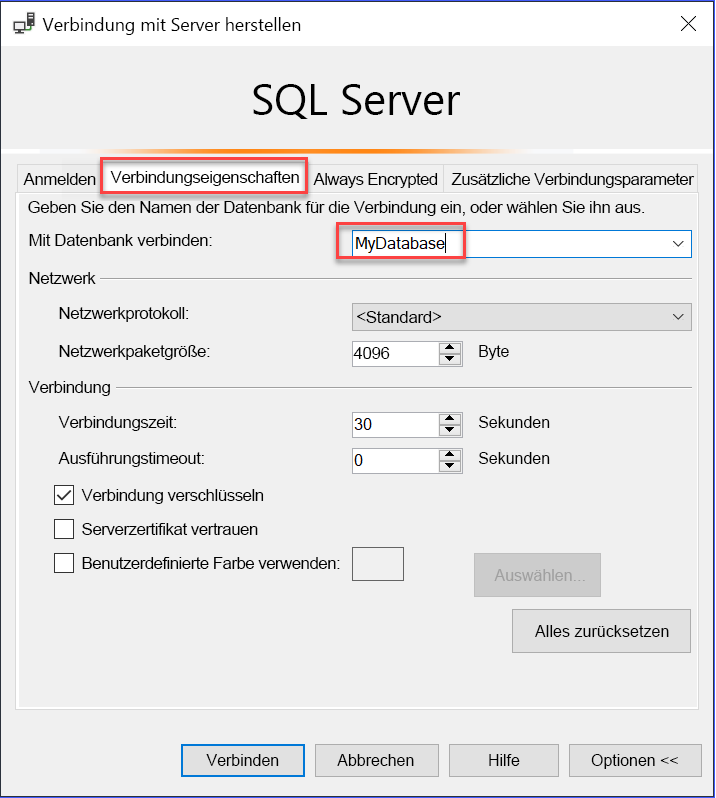 Verbindung mit Server herstellen
SQL Server
Anmelden Verbindungseigenschaften Always Encrypted Zusätzliche Verbindungsparameter
Geben Sie den Namen der Datenbank für die Verbindung ein, oder wählen Sie ihn aus.
Mit Datenbank verbinden: MyDatabase
Netzwerk
Netzwerkprotokoll: <Standard>
Netzwerkpaketgröße: 4096 Byte
Verbindung
Verbindungszeit: 30 Sekunden
Ausführungstimeout: 0 Sekunden
Verbindung verschlüsseln
Serverzertifikat vertrauen
Benutzerdefinierte Farbe verwenden:
Auswählen...
Alles zurücksetzen
Verbinden Abbrechen Hilfe Optionen <<